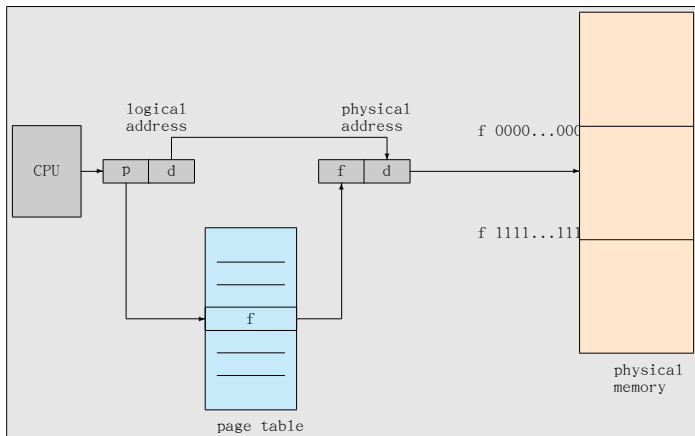 logical
address
physical
address
f 0000...000
CPU
p
d
f
d
f 1111...111
f
physical
memory
page table